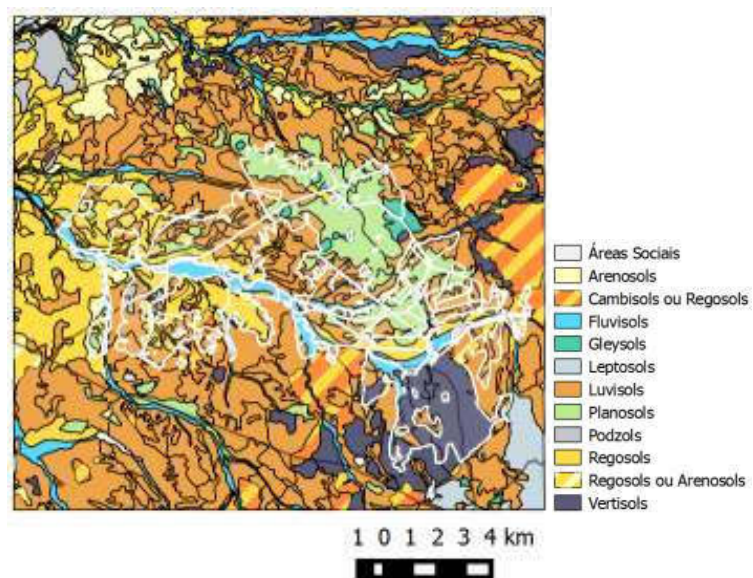 Áreas Sociais
Arenosols
Cambisols ou Regosols
Fluvisols
Gleysols
Leptosols
Luvisols
Planosols
Podzols
Regosols
Regosols ou Arenosols
Vertisols
1 0 1 2 3 4 km